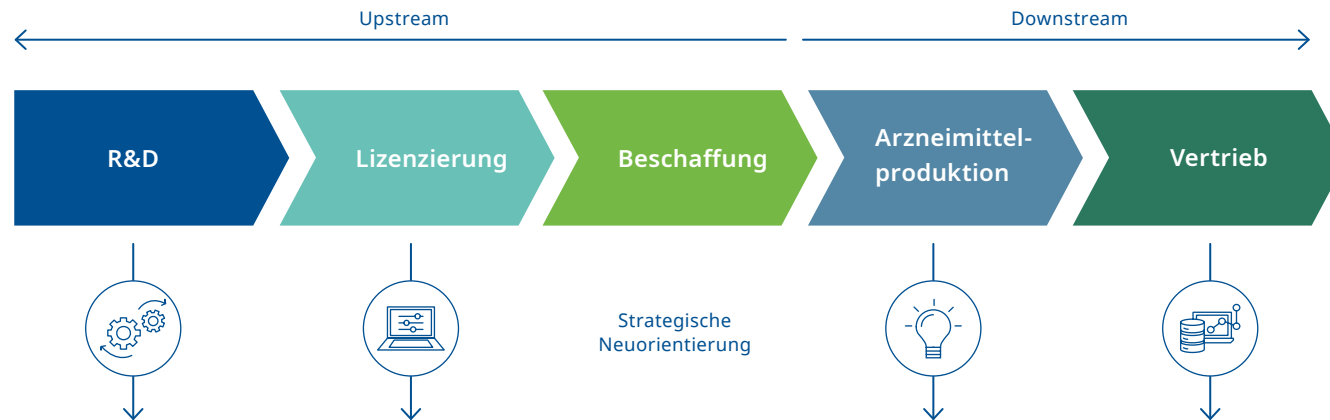 Upstream
Downstream
R&D
Lizenzierung
Beschaffung
Arzneimittel-
produktion
Vertrieb
Strategische
Neuorientierung